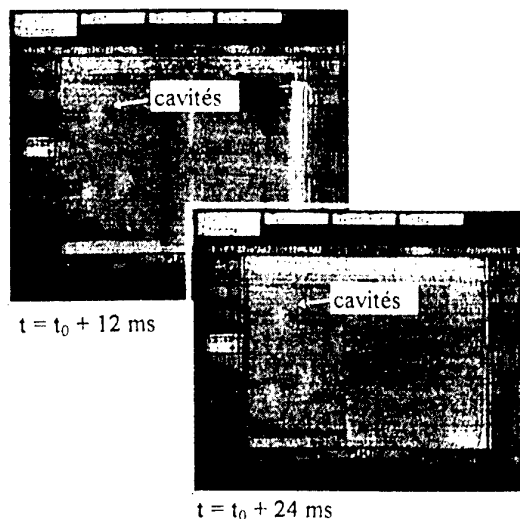 cavités
t = t₀ + 12 ms
cavités
t = t₀ + 24 ms